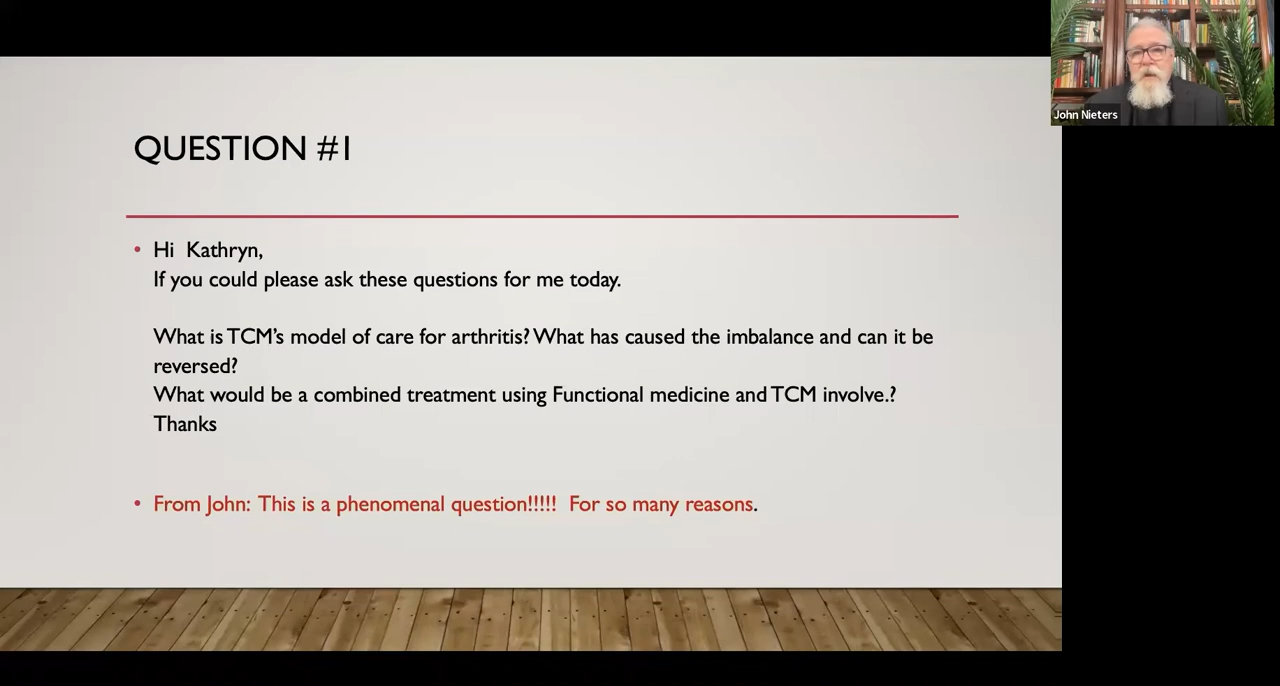 QUESTION #1
Hi Kathryn,
If you could please ask these questions for me today.
What is TCM's model of care for arthritis? What has caused the imbalance and can it be
reversed?
What would be a combined treatment using Functional medicine and TCM involve.?
Thanks
From John: This is a phenomenal question!!!!! For so many reasons.
John Nieters